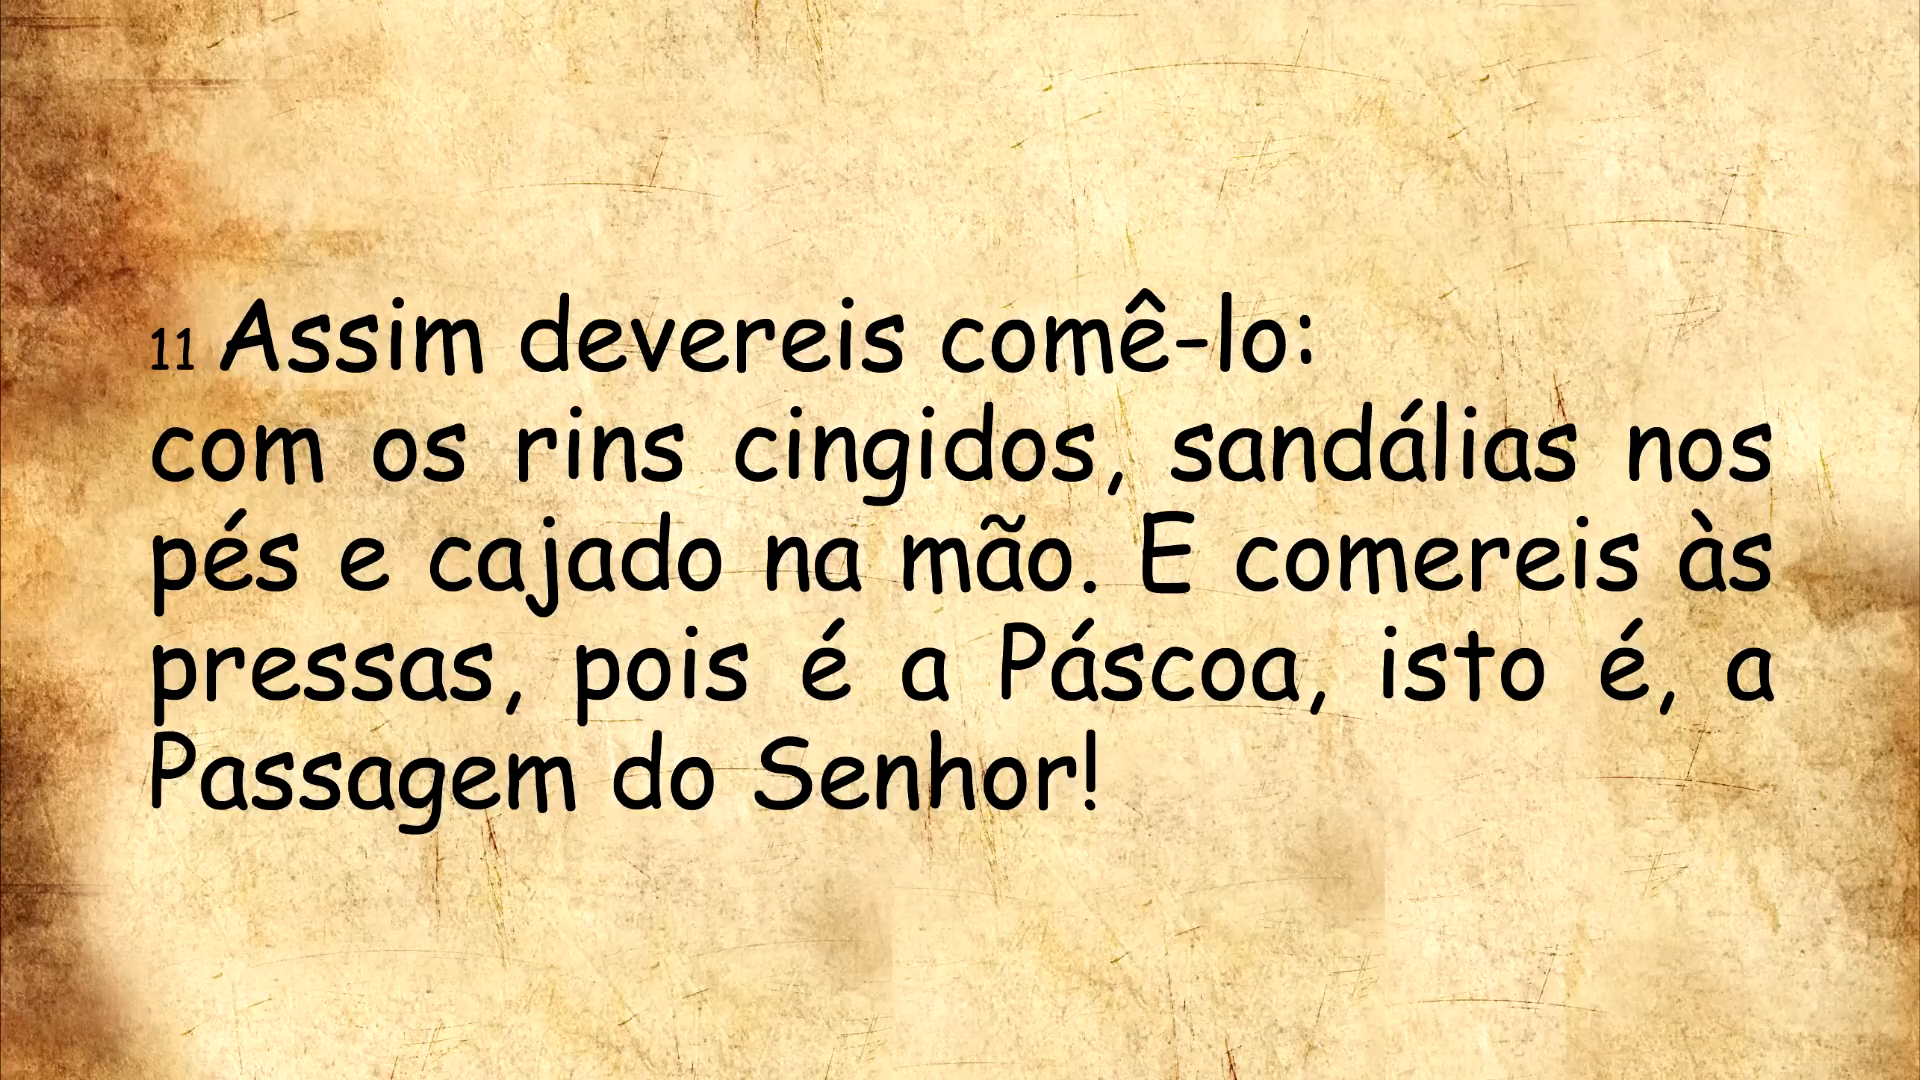 11 Assim devereis comê-lo:
com os rins cingidos, sandálias nos
pés e cajado na mão. E comereis às
pressas, pois é a Páscoa, isto é, a
Passagem do Senhor!